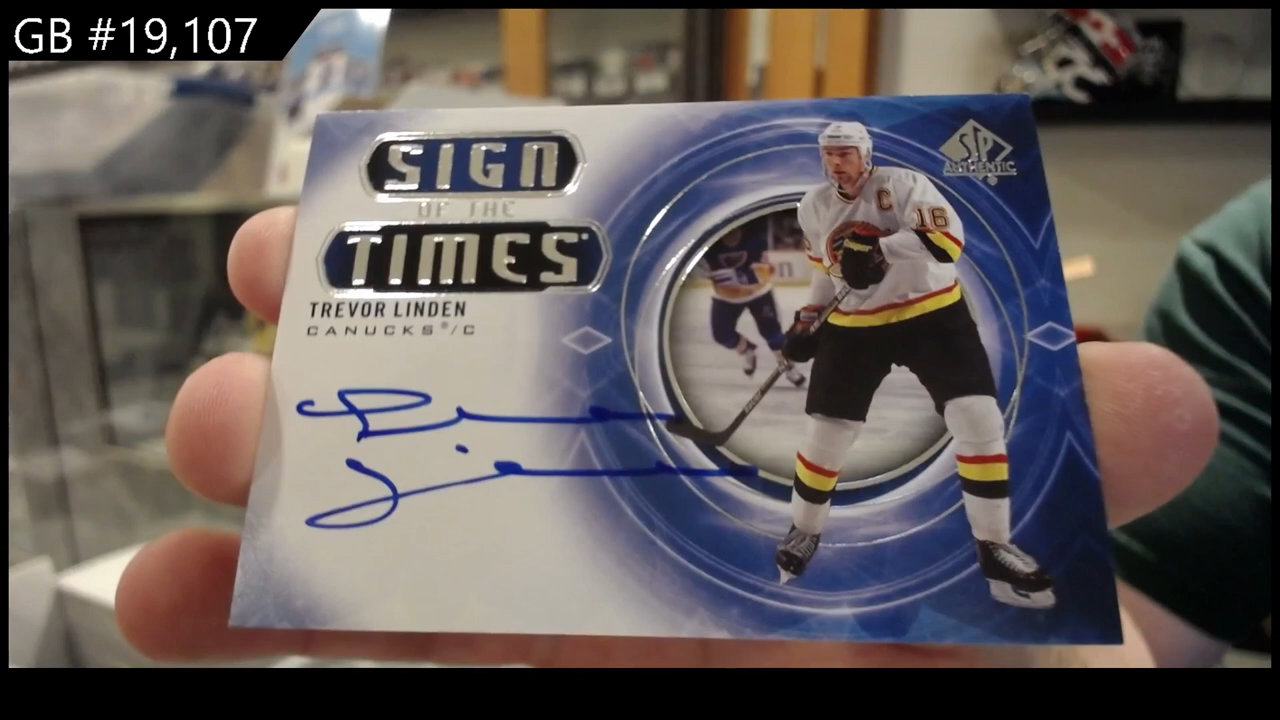 GB #19,107
SIGN
OF THE
TIMES
TREVOR LINDEN
CANUCKS®/C
SP
AUTHENTIC
C
16